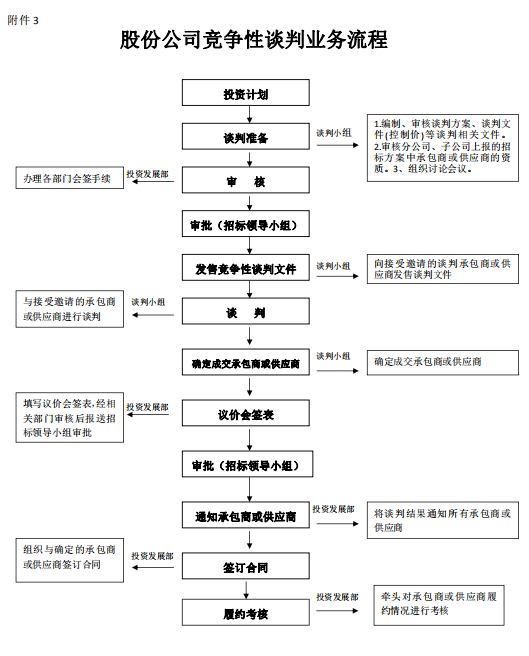 附件 3
股份公司竞争性谈判业务流程
投资计划
谈判准备
谈判小组
1.编制、审核谈判方案、谈判文
件(控制价)等谈判相关文件。
2.审核分公司、子公司上报的招
标方案中承包商或供应商的资
质。3、组织讨论会议。
办理各部门会签手续
投资发展部
审 核
审批（招标领导小组）
发售竞争性谈判文件
谈判小组
向接受邀请的谈判承包商或供
应商发售谈判文件
与接受邀请的承包商
或供应商进行谈判
谈判小组
谈 判
确定成交承包商或供应商
谈判小组
确定成交承包商或供应商
填写议价会签表,经相
关部门审核后报送招
标领导小组审批
投资发展部
议价会签表
审批（招标领导小组）
通知承包商或供应商
投资发展部
将谈判结果通知所有承包商或
供应商
组织与确定的承包商
或供应商签订合同
投资发展部
签订合同
履约考核
投资发展部
牵头对承包商或供应商履
约情况进行考核